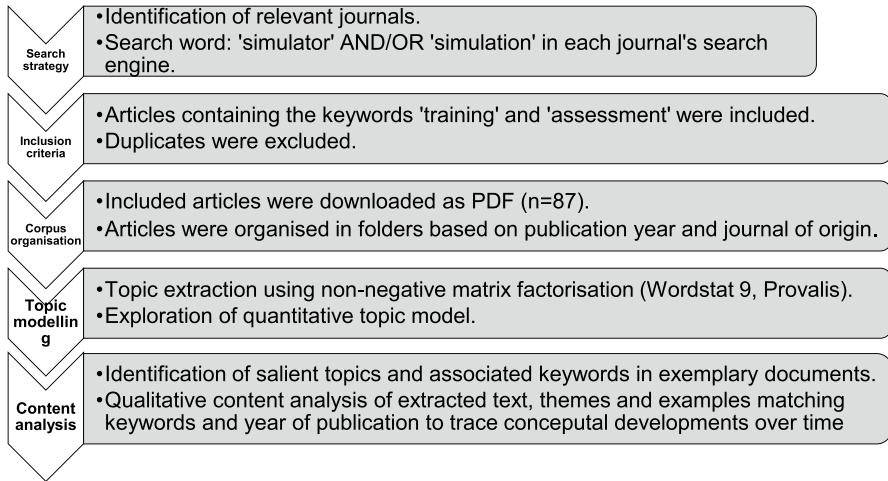 Search
strategy
•Identification of relevant journals.
•Search word: 'simulator' AND/OR 'simulation' in each journal's search
engine.
Inclusion
criteria
•Articles containing the keywords 'training' and 'assessment' were included.
•Duplicates were excluded.
Corpus
organisation
•Included articles were downloaded as PDF (n=87).
•Articles were organised in folders based on publication year and journal of origin.
Topic
modellin
g
•Topic extraction using non-negative matrix factorisation (Wordstat 9, Provalis).
•Exploration of quantitative topic model.
Content
analysis
•Identification of salient topics and associated keywords in exemplary documents.
•Qualitative content analysis of extracted text, themes and examples matching
keywords and year of publication to trace conceputal developments over time